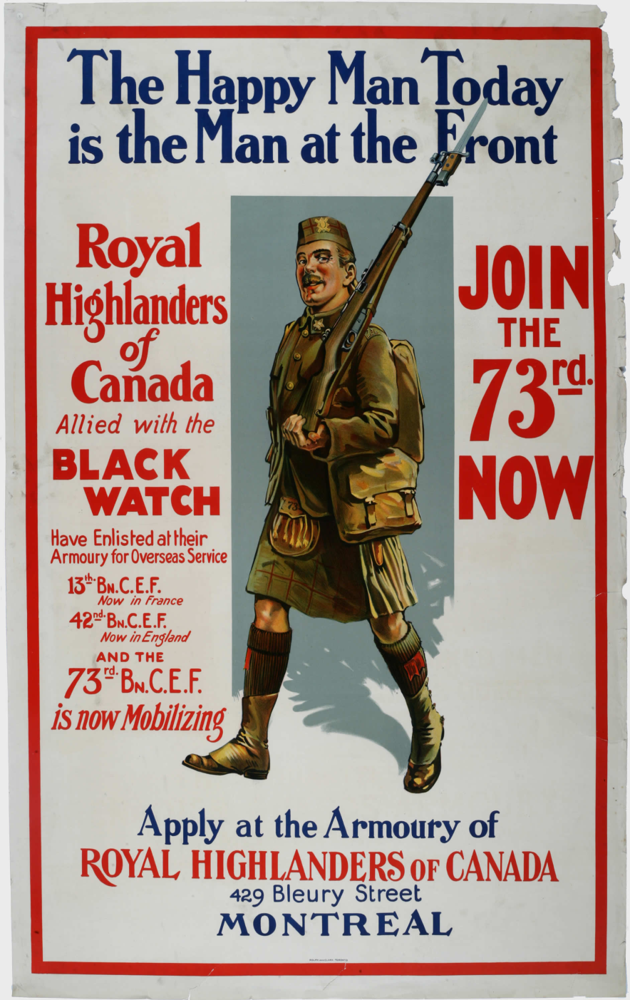 The Happy Man Today
is the Man at the Front
Royal
Highlanders
of
Canada
Allied with the
BLACK
WATCH
Have Enlisted at their
Armoury for Overseas Service
13th. BN. C.E.F.
Now in France
42nd. BN. C.E.F.
Now in England
AND THE
73rd. BN. C.E.F.
is now Mobilizing
JOIN
THE
73rd.
NOW
73
Apply at the Armoury of
ROYAL HIGHLANDERS OF CANADA
429 Bleury Street
MONTREAL